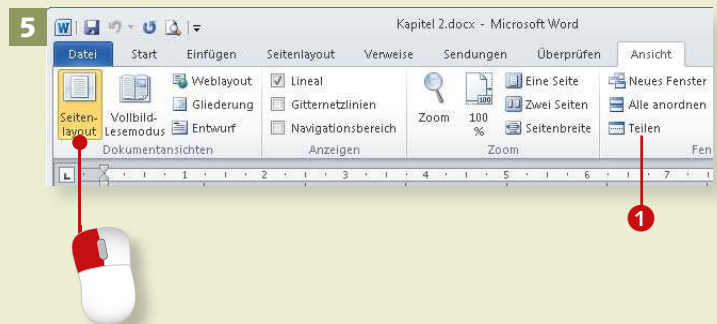 5
Kapitel 2.docx - Microsoft Word
Datei Start Einfügen Seitenlayout Verweise Sendungen Überprüfen Ansicht
Weblayout Lineal Eine Seite Neues Fenster
Gliederung Gitternetzlinien Zwei Seiten Alle anordnen
Seiten- Vollbild- Zoom 100
layout Lesemodus Entwurf Navigationsbereich % Seitenbreite Teilen
Dokumentansichten Anzeigen Zoom Fen
L 1 2 3 4 5 6 7
1